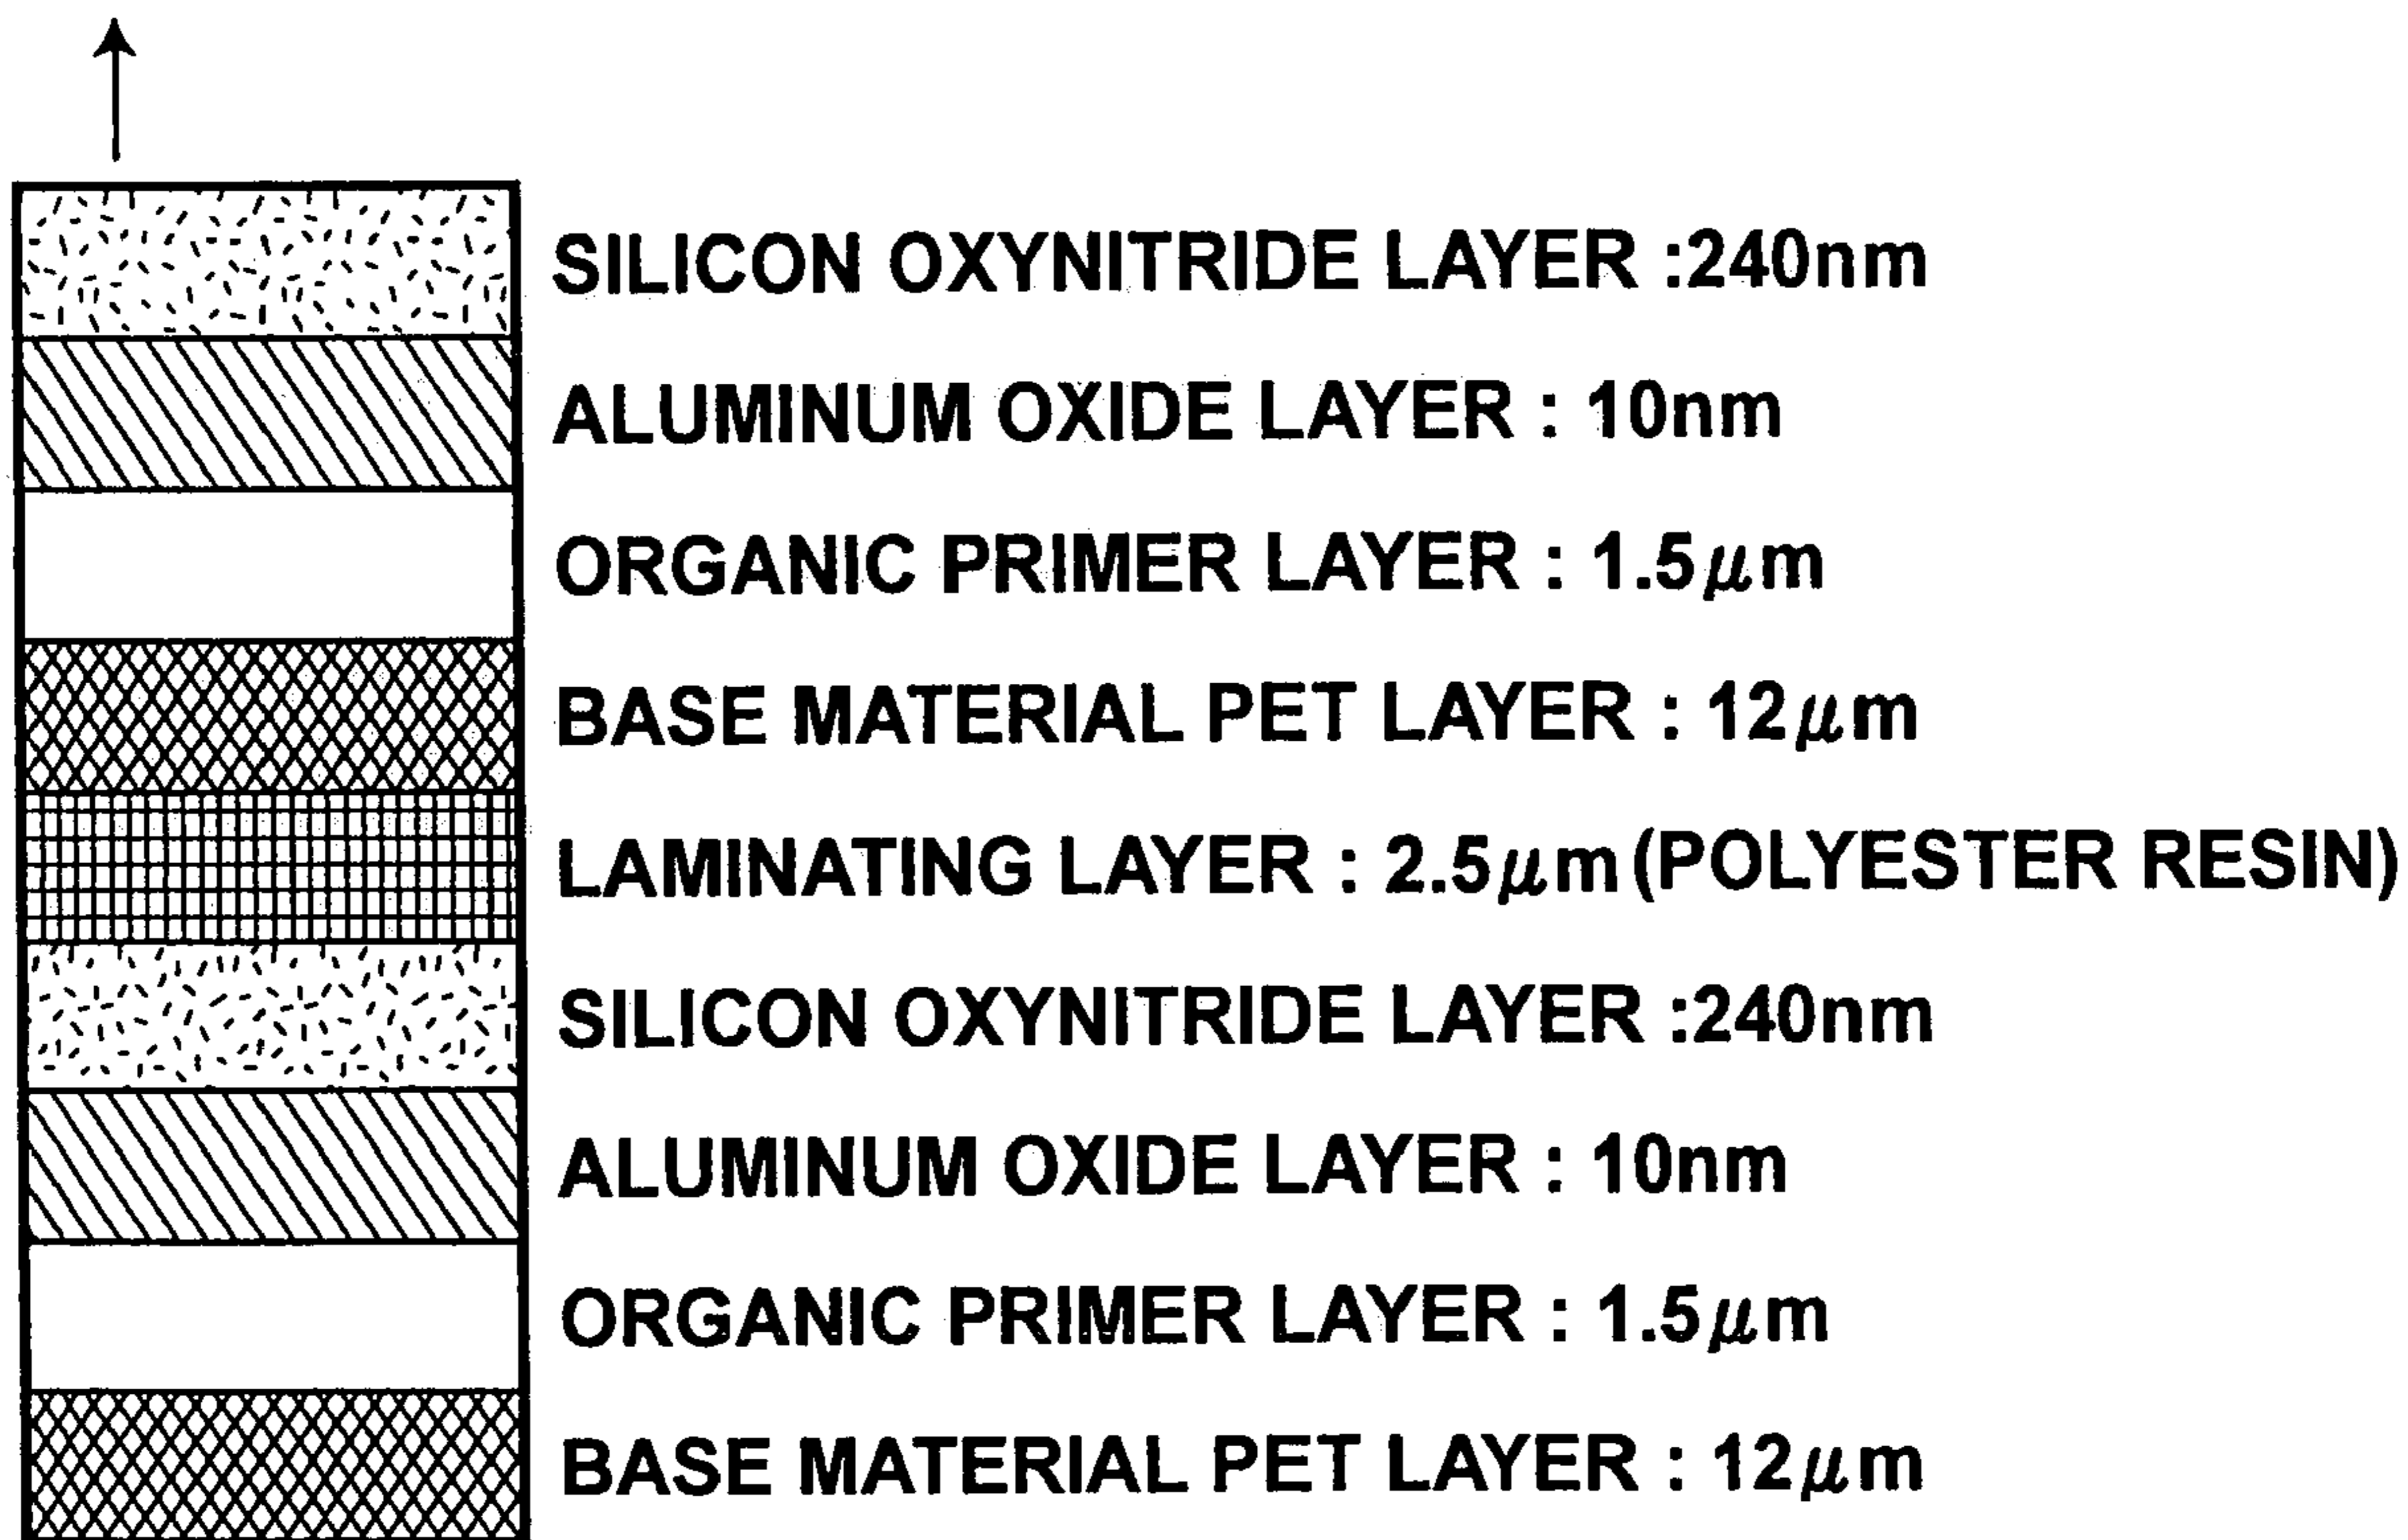 SILICON OXYNITRIDE LAYER :240nm
ALUMINUM OXIDE LAYER : 10nm
ORGANIC PRIMER LAYER : 1.5μm
BASE MATERIAL PET LAYER : 12μm
LAMINATING LAYER : 2.5μm (POLYESTER RESIN)
SILICON OXYNITRIDE LAYER :240nm
ALUMINUM OXIDE LAYER : 10nm
ORGANIC PRIMER LAYER : 1.5μm
BASE MATERIAL PET LAYER : 12μm